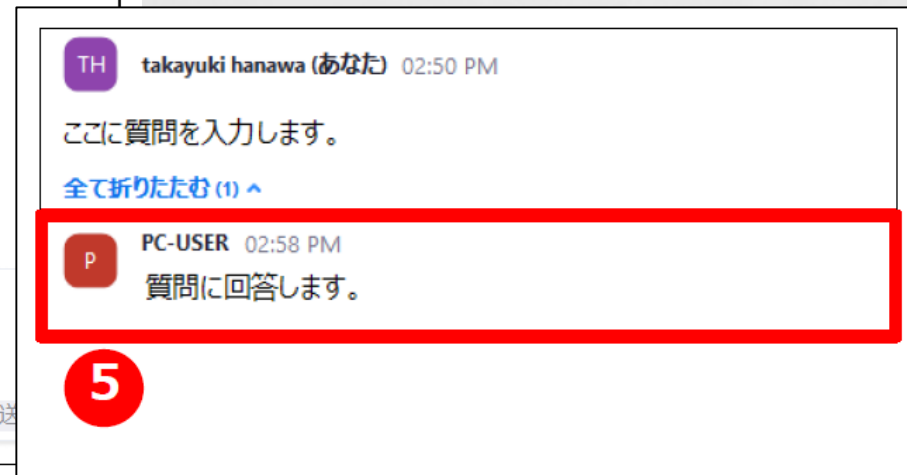 TH takayuki hanawa (あなた) 02:50 PM
ここに質問を入力します。
全て折りたたむ (1)
P PC-USER 02:58 PM
質問に回答します。
5
送